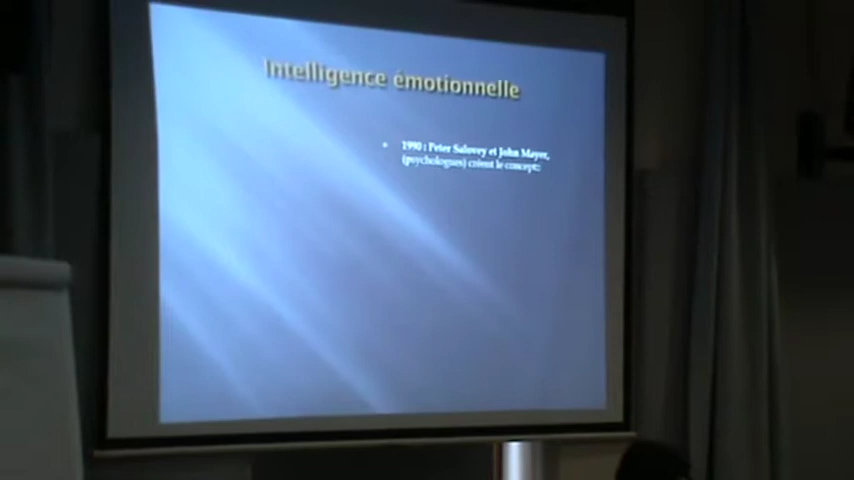 Intelligence émotionnelle
1990 : Peter Salovey et John Mayer,
(psychologues) créent le concept;